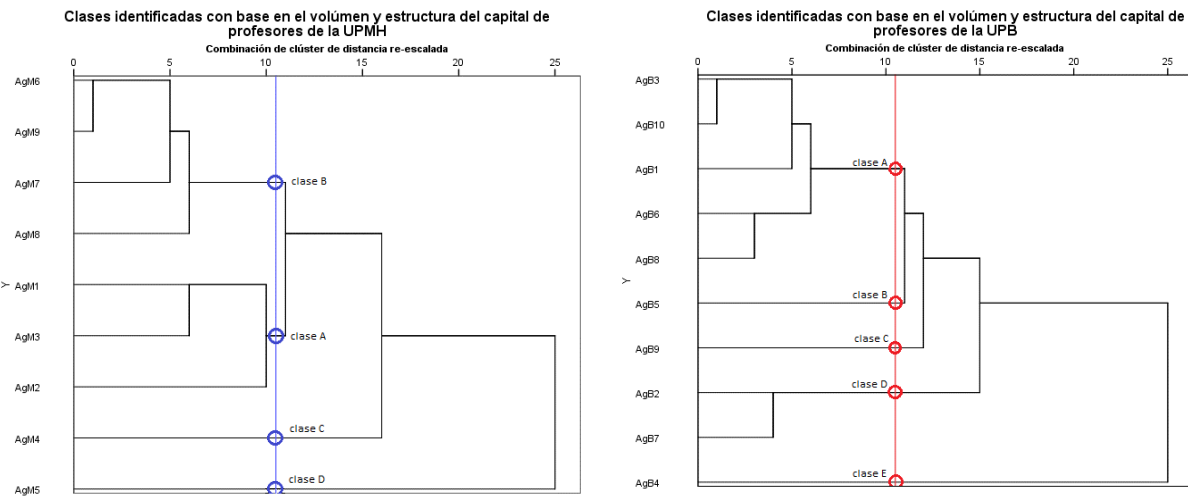 Clases identificadas con base en el volúmen y estructura del capital de
profesores de la UPMH
Combinación de clúster de distancia re-escalada
0 5 10 15 20 25
AgM6
AgM9
AgM7
clase B
AgM8
Y
AgM1
AgM3
clase A
AgM2
clase C
AgM4
clase D
AgM5
Clases identificadas con base en el volúmen y estructura del capital de
profesores de la UPB
Combinación de clúster de distancia re-escalada
0 5 10 15 20 25
AgB3
AgB10
clase A
AgB1
AgB6
AgB8
Y
clase B
AgB5
clase C
AgB9
clase D
AgB2
AgB7
clase E
AgB4